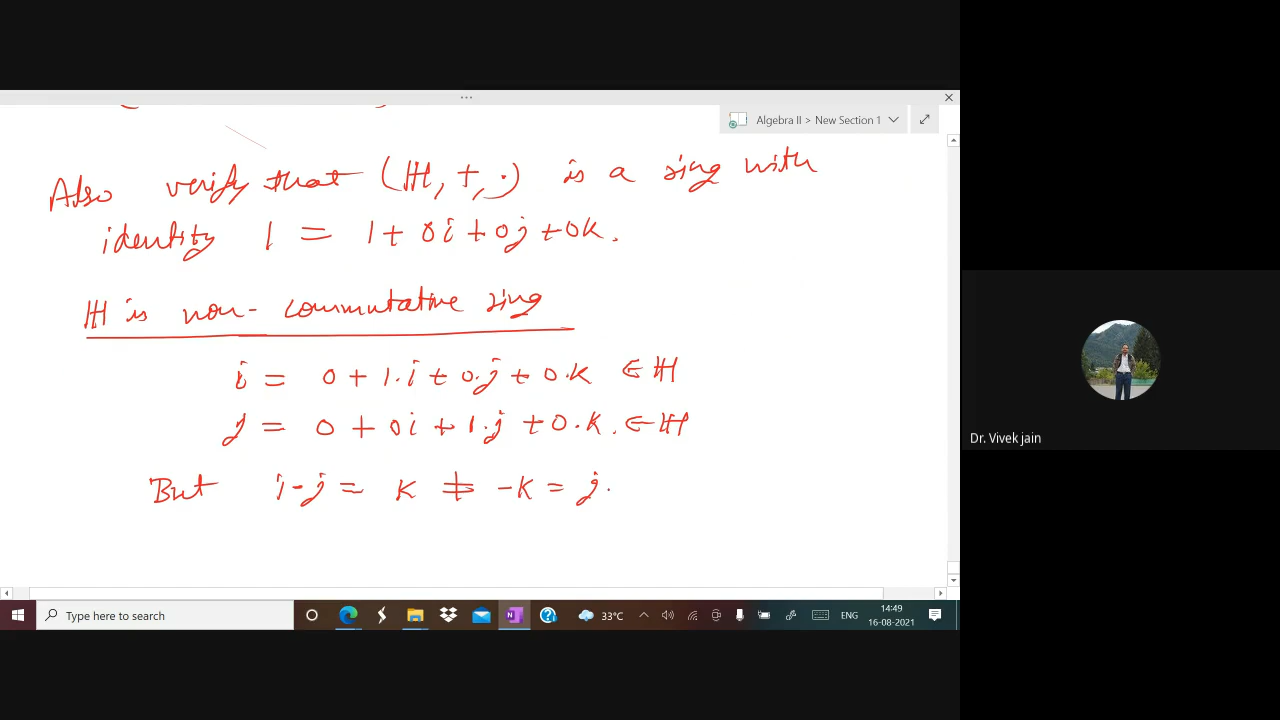 Algebra II > New Section 1
Also verify that (ℍ, +, ·) is a ring with
identity 1 = 1 + 0i + 0j + 0k.
ℍ is non-commutative ring
i = 0 + 1·i + 0·j + 0·k ∈ ℍ
j = 0 + 0i + 1·j + 0·k. ∈ ℍ
But i·j = k ≠ -k = j·
Dr. Vivek jain
Type here to search
33°C
ENG
14:49
16-08-2021